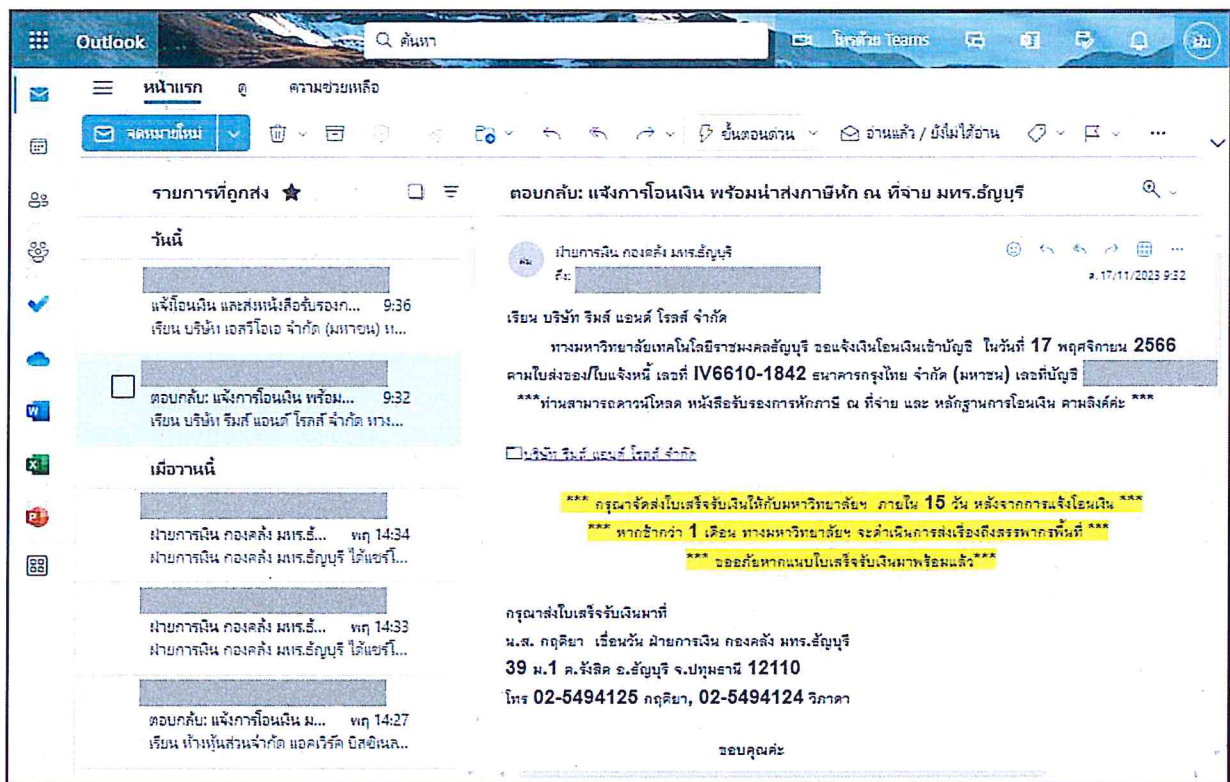 Outlook
ค้นหา
โทรด้วย Teams
หน้าแรก ดู ความช่วยเหลือ
จดหมายใหม่
ขั้นตอนด่วน
อ่านแล้ว / ยังไม่ได้อ่าน
รายการที่ถูกส่ง
วันนี้
แจ้งโอนเงิน และส่งหนังสือรับรองก... 9:36
เรียน บริษัท เอสวีโอเอ จำกัด (มหาชน) ท...
ตอบกลับ: แจ้งการโอนเงิน พร้อม... 9:32
เรียน บริษัท ริมส์ แอนด์ โรลส์ จำกัด ทาง...
เมื่อวานนี้
ฝ่ายการเงิน กองคลัง มทร.ธั... พฤ 14:34
ฝ่ายการเงิน กองคลัง มทร.ธัญบุรี ได้แชร์โ...
ฝ่ายการเงิน กองคลัง มทร.ธั... พฤ 14:33
ฝ่ายการเงิน กองคลัง มทร.ธัญบุรี ได้แชร์โ...
ตอบกลับ: แจ้งการโอนเงิน ม... พฤ 14:27
เรียน ห้างหุ้นส่วนจำกัด แอคเวิร์ค บิสซิเนส...
ตอบกลับ: แจ้งการโอนเงิน พร้อมนำส่งภาษีหัก ณ ที่จ่าย มทร.ธัญบุรี
ฝ่ายการเงิน กองคลัง มทร.ธัญบุรี
ถึง:
ศ. 17/11/2023 9:32
เรียน บริษัท ริมส์ แอนด์ โรลส์ จำกัด
ทางมหาวิทยาลัยเทคโนโลยีราชมงคลธัญบุรี ขอแจ้งเงินโอนเงินเข้าบัญชี ในวันที่ 17 พฤศจิกายน 2566
ตามใบส่งของ/ใบแจ้งหนี้ เลขที่ IV6610-1842 ธนาคารกรุงไทย จำกัด (มหาชน) เลขที่บัญชี
***ท่านสามารถดาวน์โหลด หนังสือรับรองการหักภาษี ณ ที่จ่าย และ หลักฐานการโอนเงิน ตามลิงค์ค่ะ ***
บริษัท ริมส์ แอนด์ โรลส์ จำกัด
*** กรุณาจัดส่งใบเสร็จรับเงินให้กับมหาวิทยาลัยฯ ภายใน 15 วัน หลังจากการแจ้งโอนเงิน ***
*** หากช้ากว่า 1 เดือน ทางมหาวิทยาลัยฯ จะดำเนินการส่งเรื่องถึงสรรพากรพื้นที่ ***
*** ขออภัยหากแนบใบเสร็จรับเงินมาพร้อมแล้ว***
กรุณาส่งใบเสร็จรับเงินมาที่
น.ส. กฤติยา เชื่อนวัน ฝ่ายการเงิน กองคลัง มทร.ธัญบุรี
39 ม.1 ต.รังสิต อ.ธัญบุรี จ.ปทุมธานี 12110
โทร 02-5494125 กฤติยา, 02-5494124 วิภาดา
ขอบคุณค่ะ